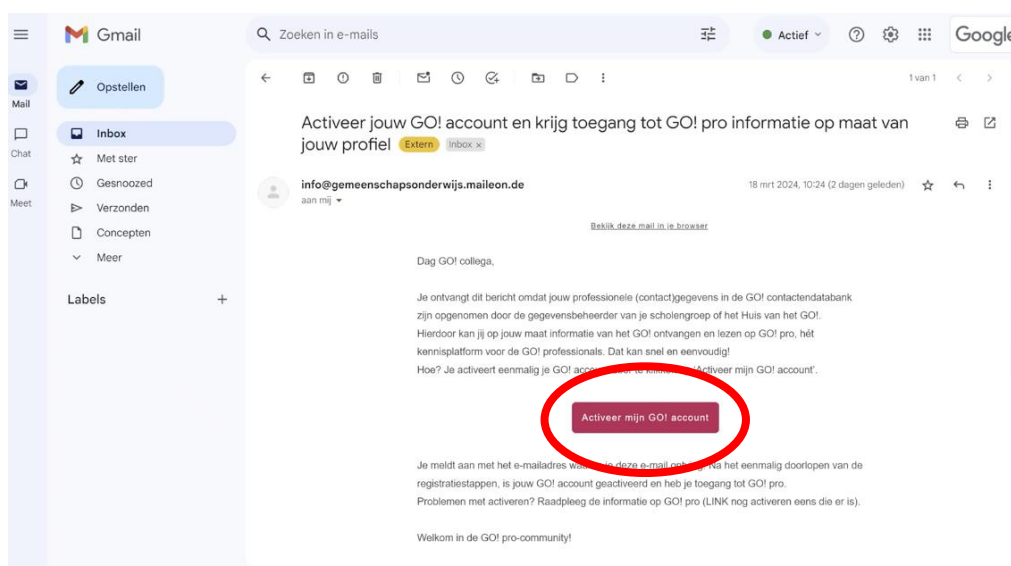 Gmail
Zoeken in e-mails
Actief
Google
Mail
Opstellen
1 van 1
Chat
Inbox
Activeer jouw GO! account en krijg toegang tot GO! pro informatie op maat van
jouw profiel Extern Inbox x
Met ster
Meet
Gesnoozed
info@gemeenschapsonderwijs.maileon.de
18 mrt 2024, 10:24 (2 dagen geleden)
aan mij
Verzonden
Concepten
Bekijk deze mail in je browser
Meer
Dag GO! collega,
Labels
Je ontvangt dit bericht omdat jouw professionele (contact)gegevens in de GO! contactendatabank
zijn opgenomen door de gegevensbeheerder van je scholengroep of het Huis van het GO!.
Hierdoor kan jij op jouw maat informatie van het GO! ontvangen en lezen op GO! pro, hét
kennisplatform voor de GO! professionals. Dat kan snel en eenvoudig!
Hoe? Je activeert eenmalig je GO! 'Activeer mijn GO! account'.
Activeer mijn GO! account
Je meldt aan met het e-mailadres deze e-mail Na het eenmalig doorlopen van de
registratiestappen, is jouw GO! account geactiveerd en heb je toegang tot GO! pro.
Problemen met activeren? Raadpleeg de informatie op GO! pro (LINK nog activeren eens die er is).
Welkom in de GO! pro-community!